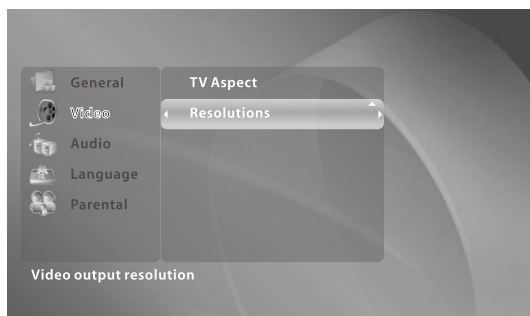 General
Video
Audio
Language
Parental
TV Aspect
Resolutions
Video output resolution